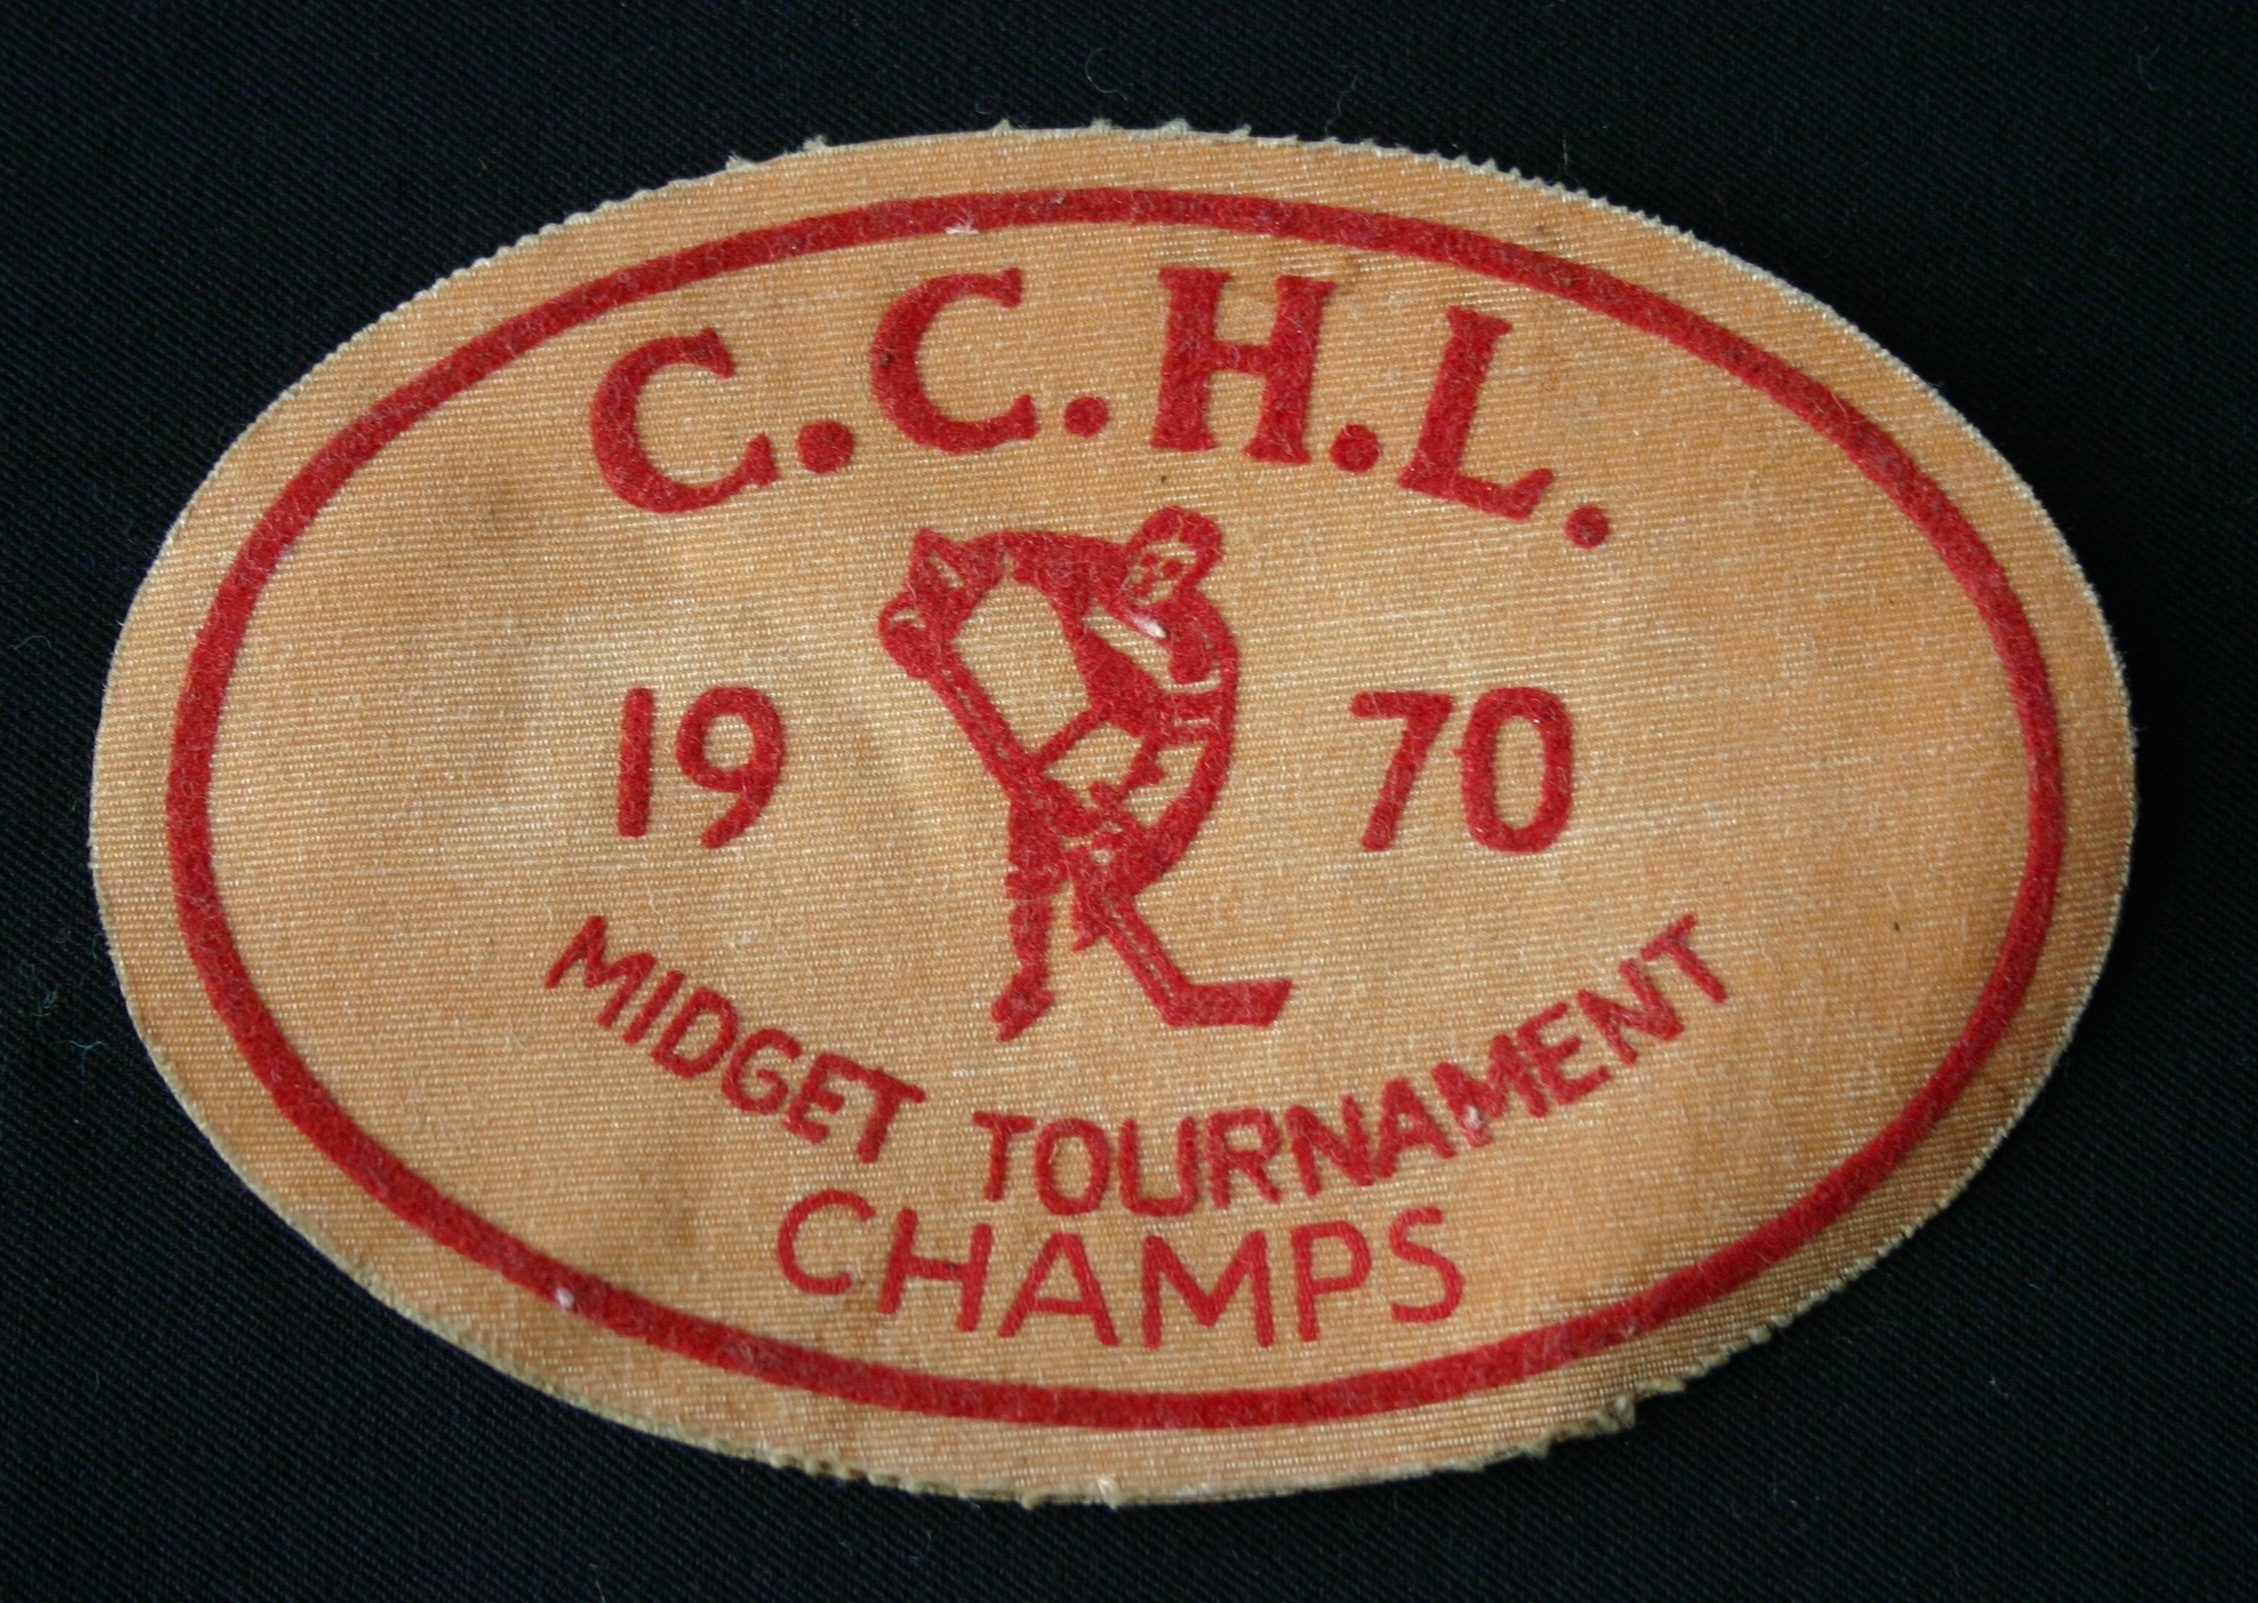 C.C.H.L.
19 70
MIDGET TOURNAMENT
CHAMPS